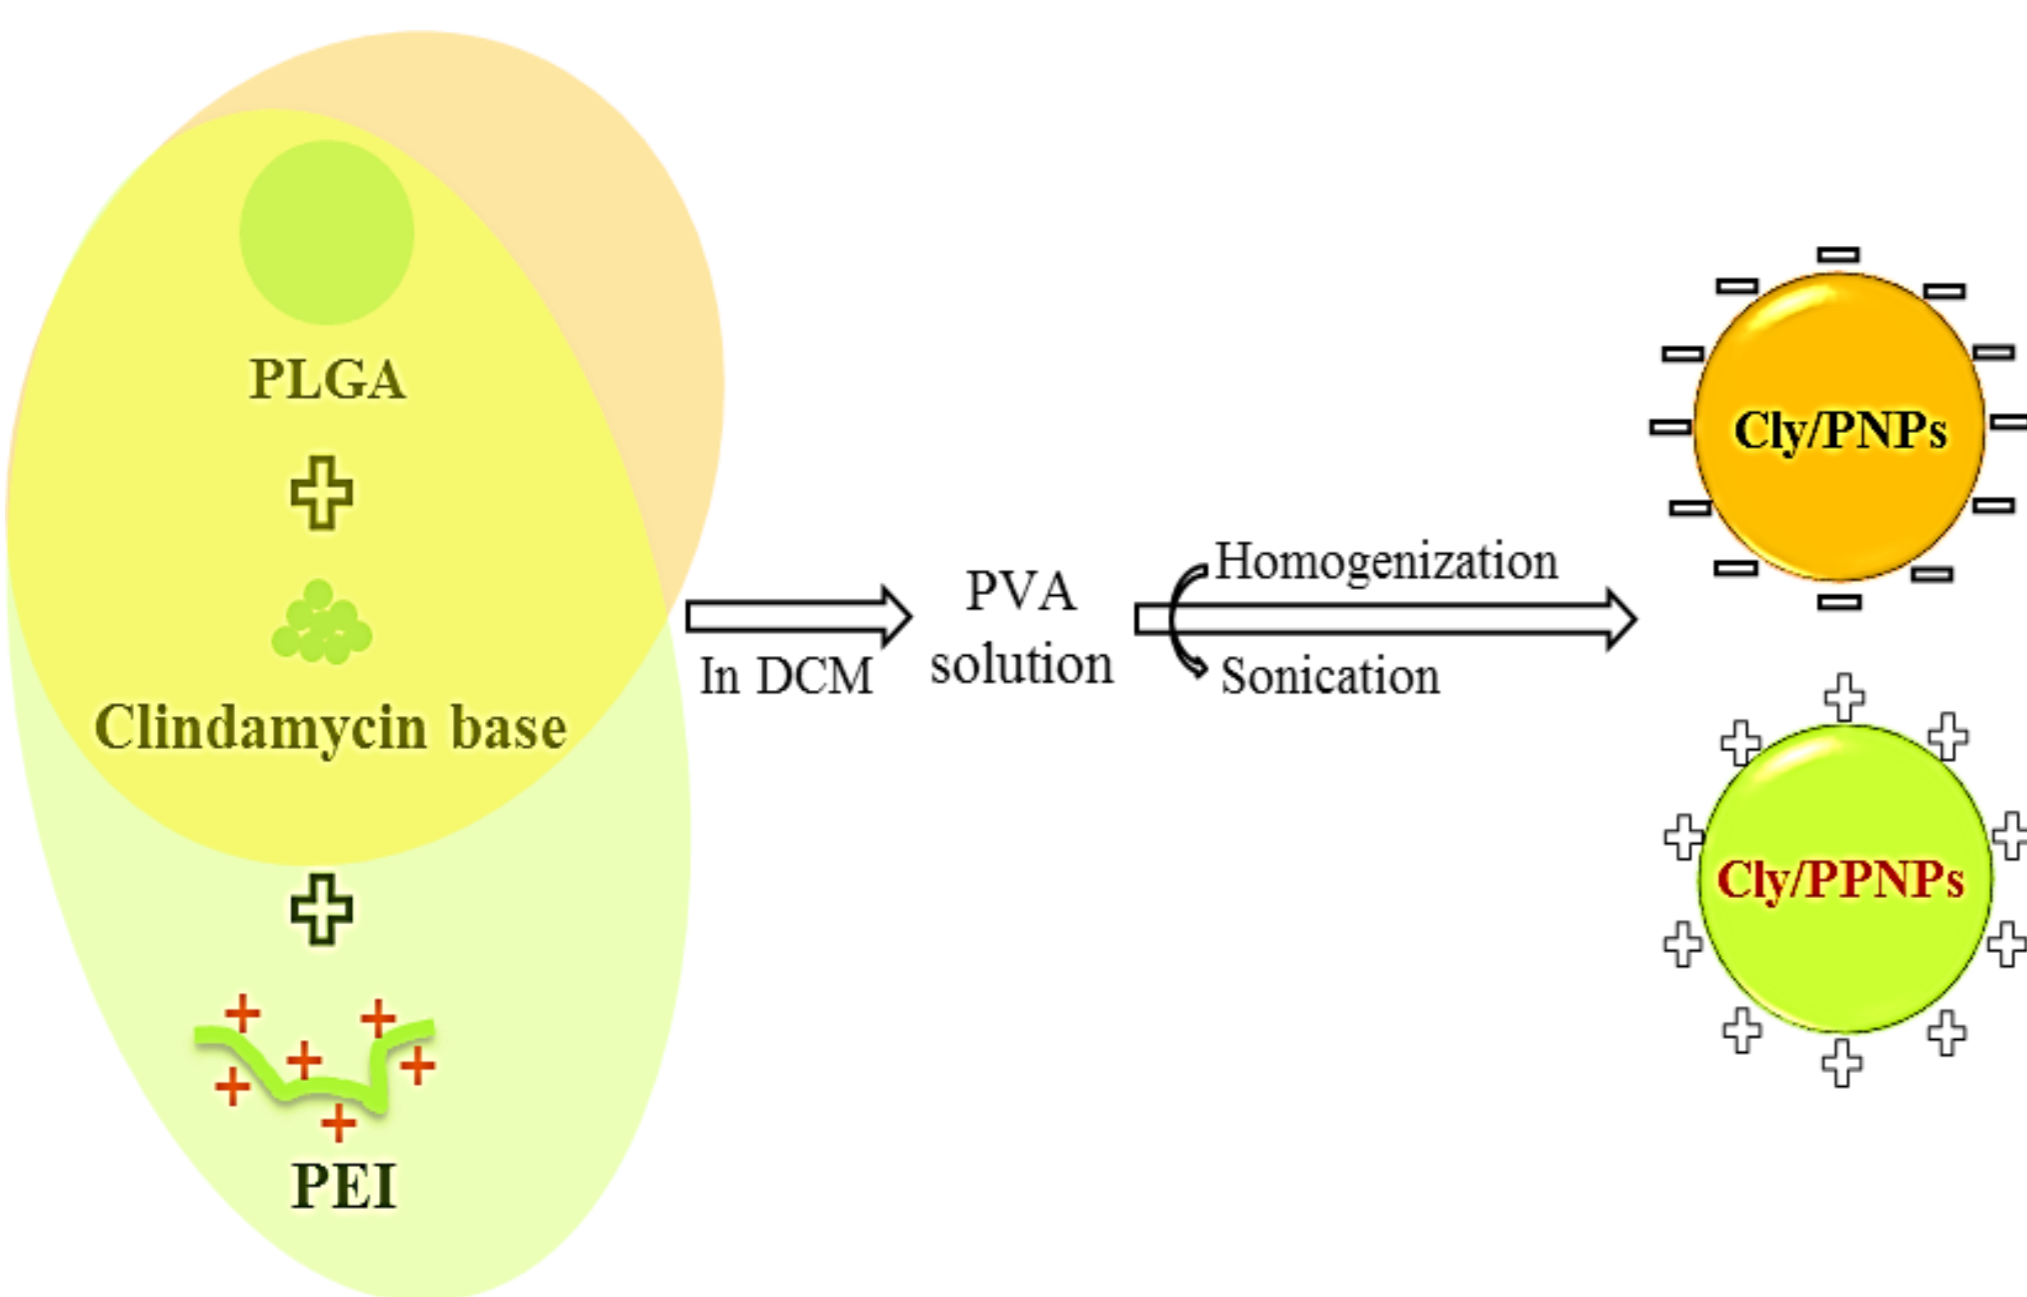 PLGA
Clindamycin base
PEI
In DCM
PVA
solution
Homogenization
Sonication
Cly/PNPs
Cly/PPNPs